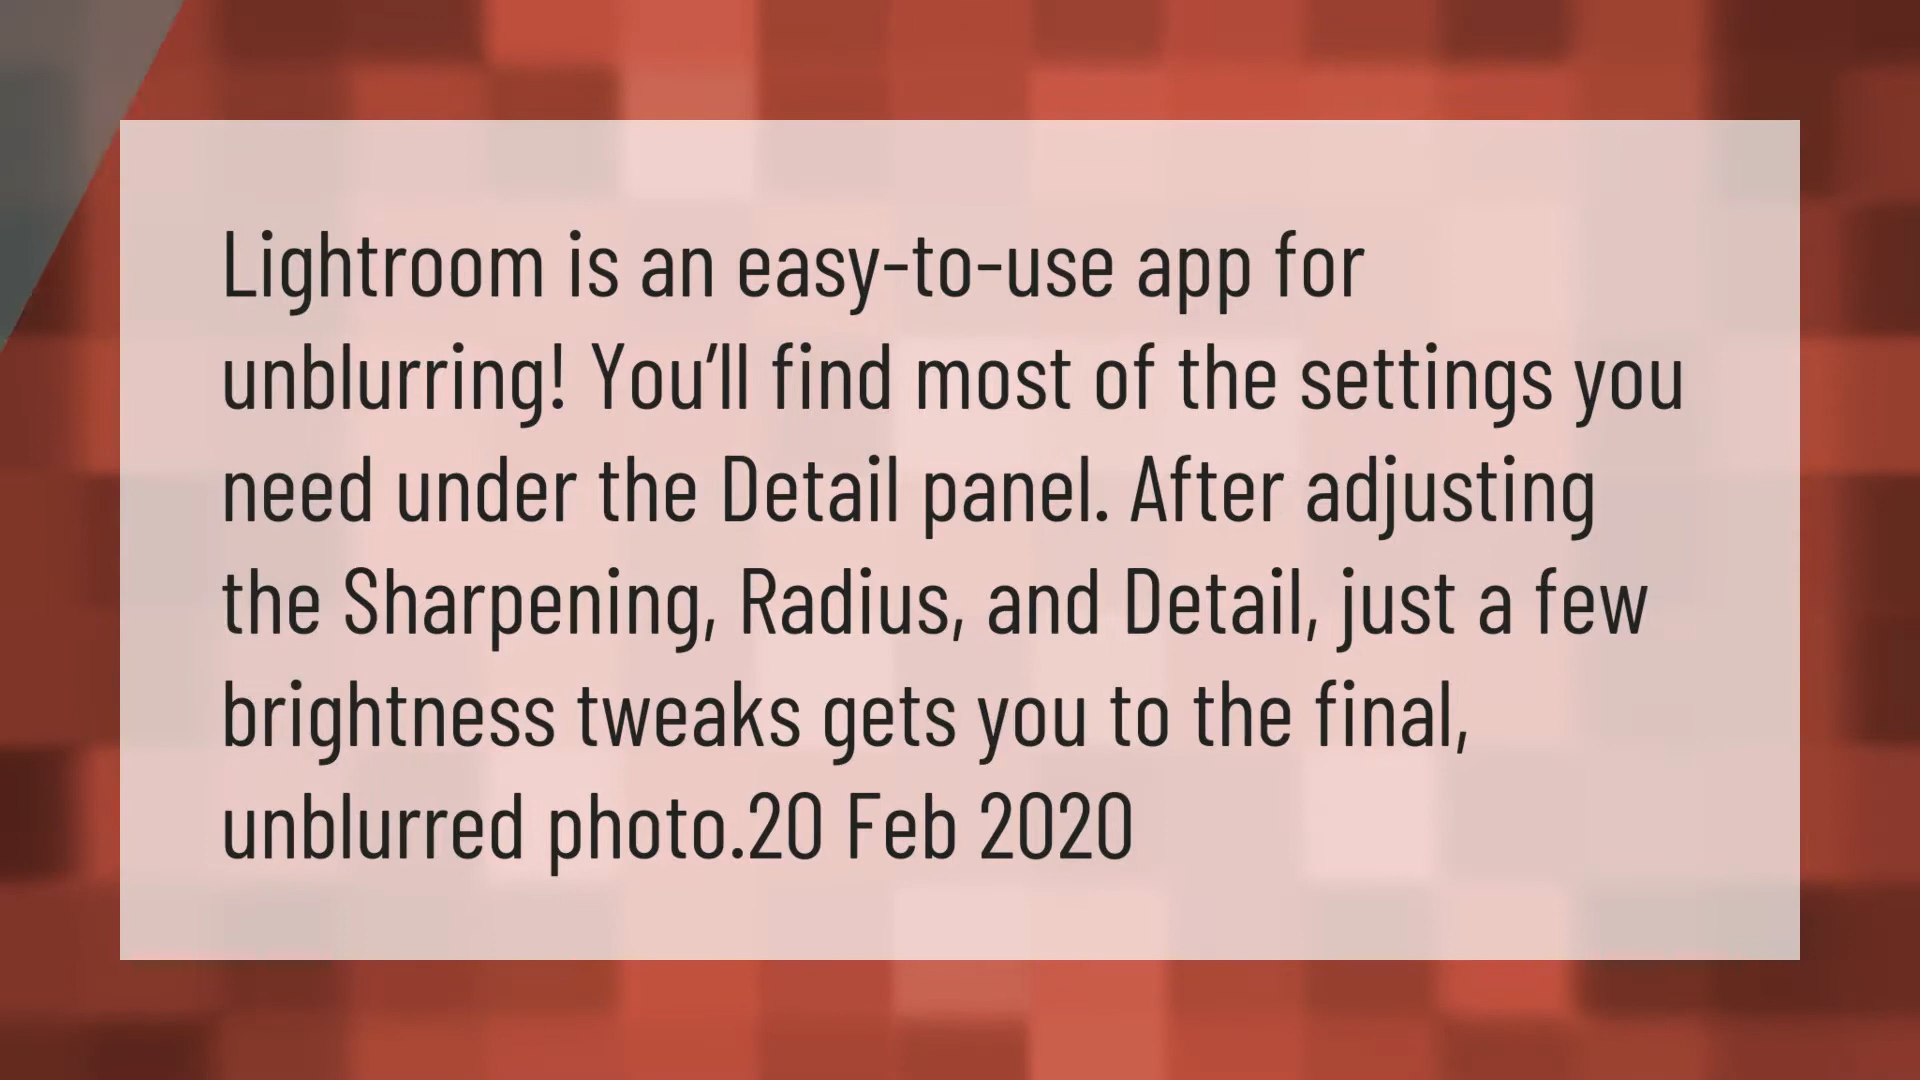 Lightroom is an easy-to-use app for
unblurring! You’ll find most of the settings you
need under the Detail panel. After adjusting
the Sharpening, Radius, and Detail, just a few
brightness tweaks gets you to the final,
unblurred photo.20 Feb 2020